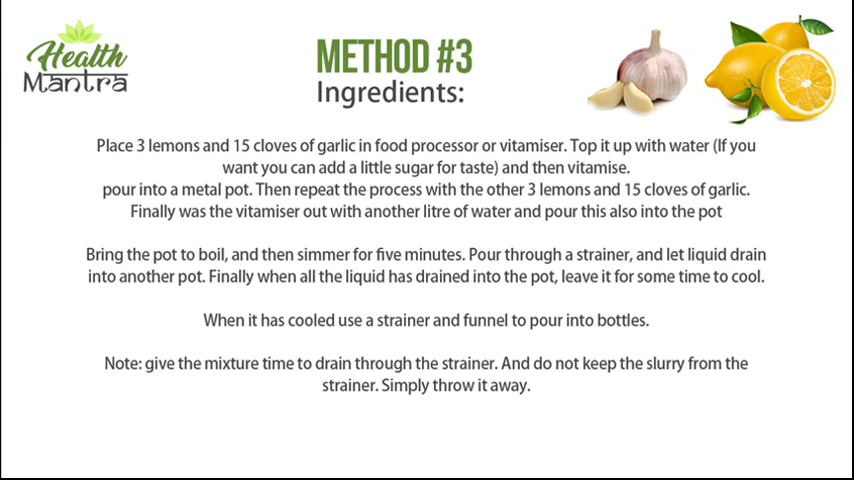 Health
Mantra
METHOD #3
Ingredients:
Place 3 lemons and 15 cloves of garlic in food processor or vitamiser. Top it up with water (If you
want you can add a little sugar for taste) and then vitamise.
pour into a metal pot. Then repeat the process with the other 3 lemons and 15 cloves of garlic.
Finally was the vitamiser out with another litre of water and pour this also into the pot
Bring the pot to boil, and then simmer for five minutes. Pour through a strainer, and let liquid drain
into another pot. Finally when all the liquid has drained into the pot, leave it for some time to cool.
When it has cooled use a strainer and funnel to pour into bottles.
Note: give the mixture time to drain through the strainer. And do not keep the slurry from the
strainer. Simply throw it away.